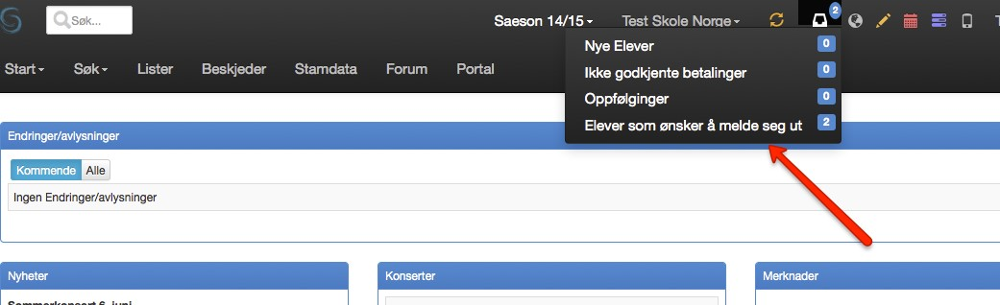 Søk... Saeson 14/15 Test Skole Norge 2
Nye Elever 0
Ikke godkjente betalinger 0
Oppfølginger 0
Elever som ønsker å melde seg ut 2
Start Søk Lister Beskjeder Stamdata Forum Portal
Endringer/avlysninger
Kommende Alle
Ingen Endringer/avlysninger
Nyheter Konserter Merknader